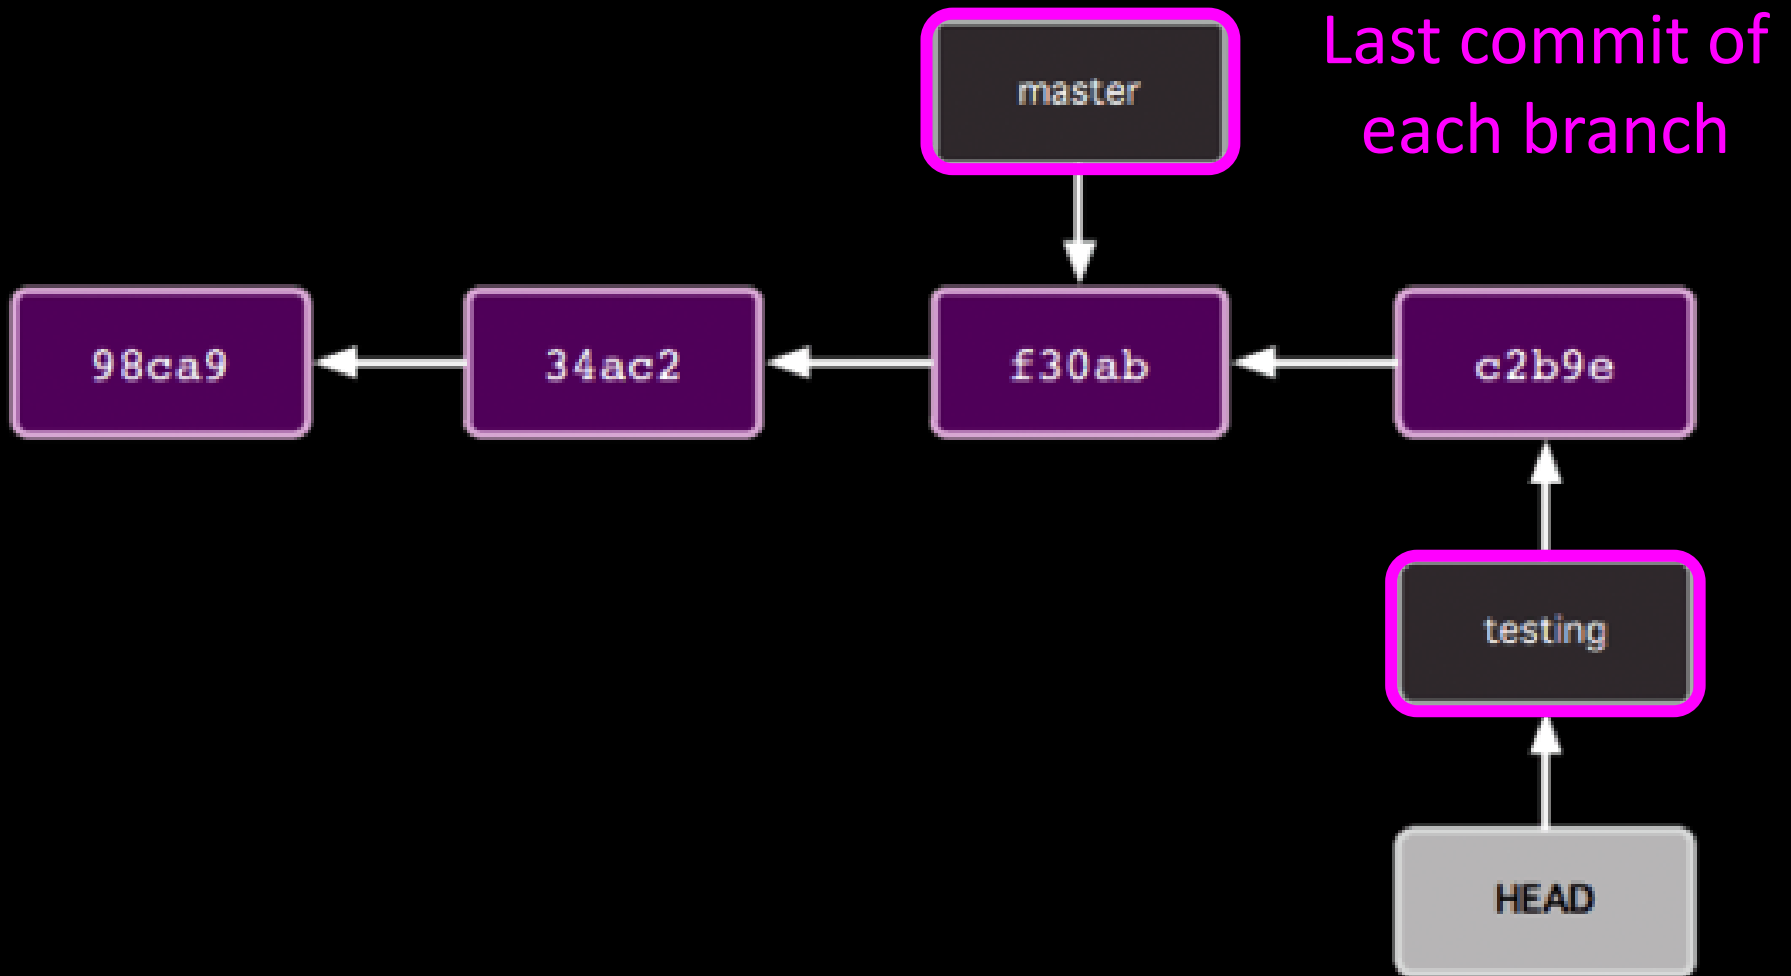 master
Last commit of
each branch
98ca9
34ac2
f30ab
c2b9e
testing
HEAD